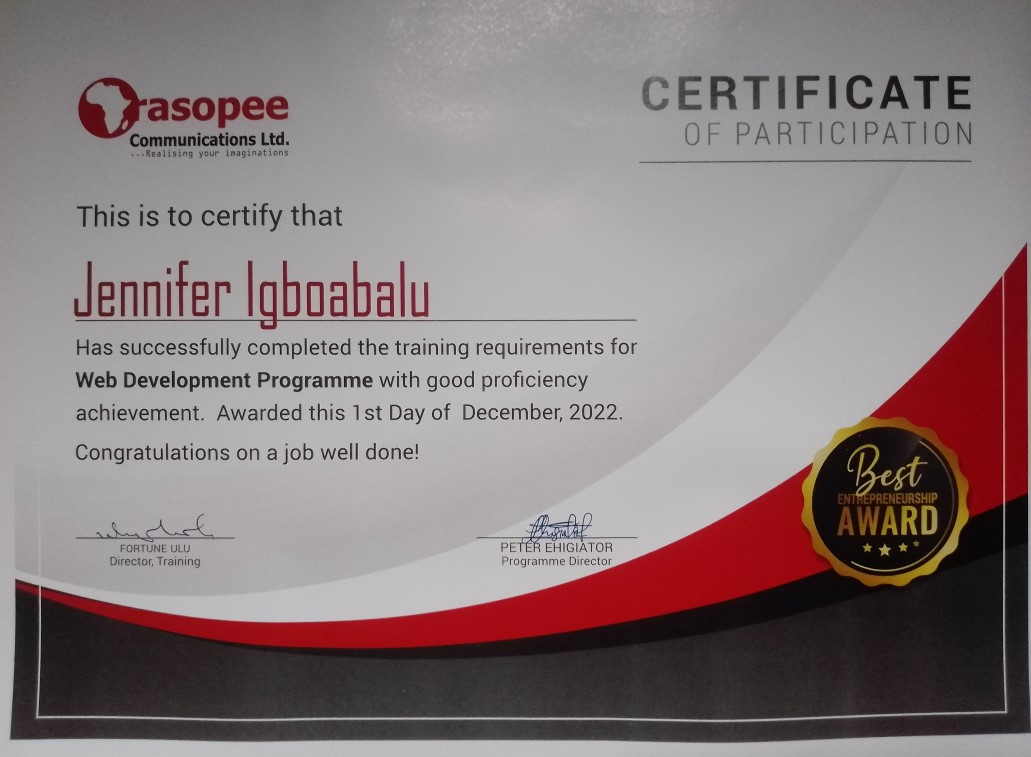 Orasopee
Communications Ltd.
...Realising your imaginations
CERTIFICATE
OF PARTICIPATION
This is to certify that
Jennifer Igboabalu
Has successfully completed the training requirements for
Web Development Programme with good proficiency
achievement. Awarded this 1st Day of December, 2022.
Congratulations on a job well done!
FORTUNE ULU
Director, Training
PETER EHIGIATOR
Programme Director
Best
ENTREPRENEURSHIP
AWARD